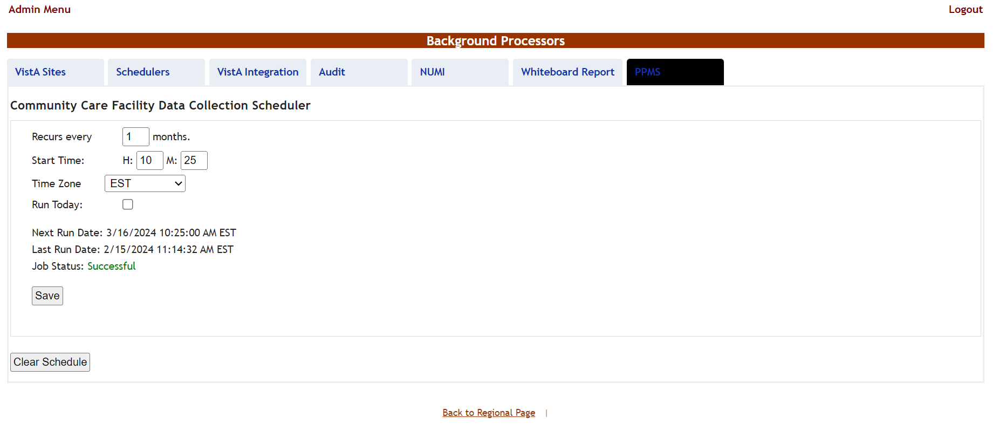 Admin Menu Logout
Background Processors
VistA Sites Schedulers VistA Integration Audit NUMI Whiteboard Report PPMS
Community Care Facility Data Collection Scheduler
Recurs every 1 months.
Start Time: H: 10 M: 25
Time Zone EST
Run Today:
Next Run Date: 3/16/2024 10:25:00 AM EST
Last Run Date: 2/15/2024 11:14:32 AM EST
Job Status: Successful
Save
Clear Schedule
Back to Regional Page |